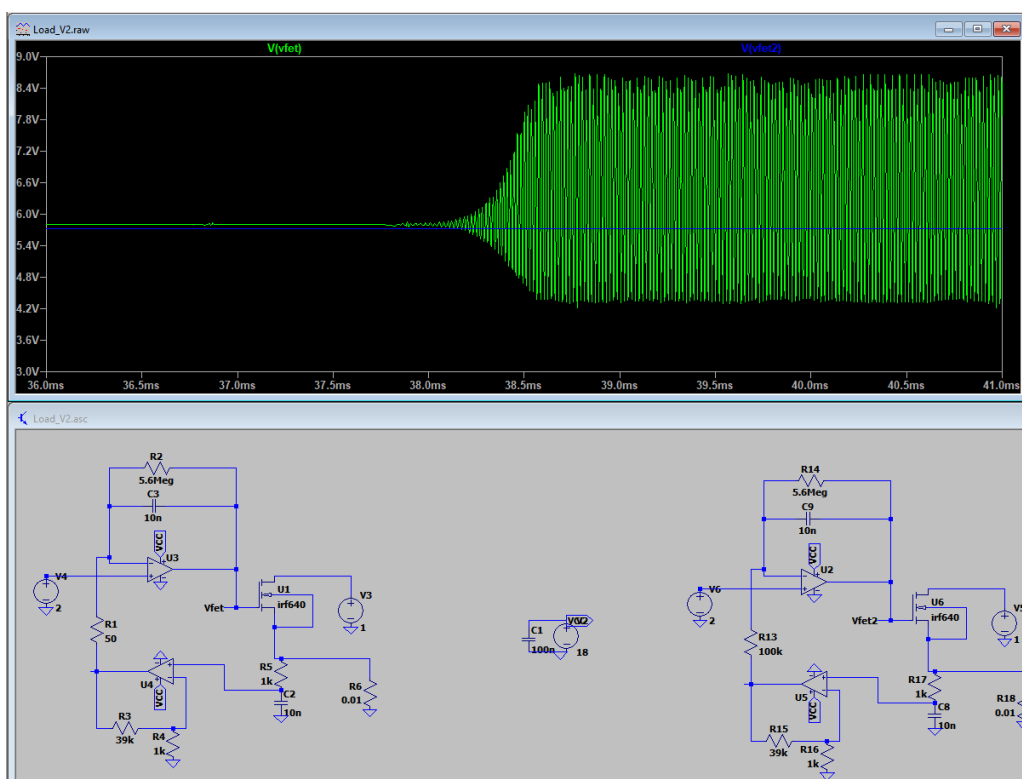 Load_V2.raw
V(vfet) V(vfet2)
9.0V
8.4V
7.8V
7.2V
6.6V
6.0V
5.4V
4.8V
4.2V
3.6V
3.0V
36.0ms 36.5ms 37.0ms 37.5ms 38.0ms 38.5ms 39.0ms 39.5ms 40.0ms 40.5ms 41.0ms
Load_V2.asc
R2
5.6Meg
C3
10n
VCC
U3
V4
2
R1
50
Vfet
U1
irf640
V3
1
U4
VCC
R5
1k
C2
10n
R6
0.01
R3
39k
R4
1k
C1
100n
V2
18
R14
5.6Meg
C9
10n
VCC
U2
V6
2
R13
100k
Vfet2
U6
irf640
V5
1
U5
VCC
R17
1k
C8
10n
R18
0.01
R15
39k
R16
1k